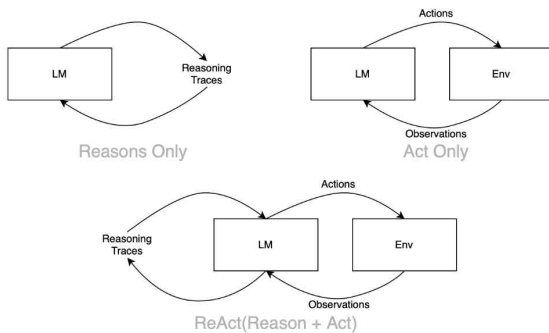 Actions
LM
Reasoning
Traces
LM
Env
Observations
Reasons Only
Act Only
Actions
Reasoning
Traces
LM
Env
Observations
ReAct(Reason + Act)